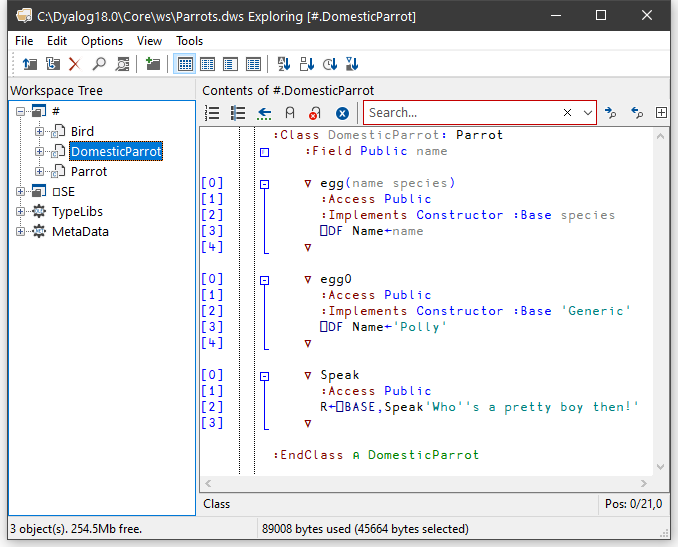 C:\Dyalog18.0\Core\ws\Parrots.dws Exploring [#.DomesticParrot]
File Edit Options View Tools
Workspace Tree
#
Bird
DomesticParrot
Parrot
⎕SE
TypeLibs
MetaData
Contents of #.DomesticParrot
Search...
:Class DomesticParrot: Parrot
:Field Public name
[0] ∇ egg(name species)
[1] :Access Public
[2] :Implements Constructor :Base species
[3] ⎕DF Name←name
[4] ∇
[0] ∇ egg0
[1] :Access Public
[2] :Implements Constructor :Base 'Generic'
[3] ⎕DF Name←'Polly'
[4] ∇
[0] ∇ Speak
[1] :Access Public
[2] R←⎕BASE,Speak'Who''s a pretty boy then!'
[3] ∇
:EndClass ⍝ DomesticParrot
Class Pos: 0/21,0
3 object(s). 254.5Mb free. 89008 bytes used (45664 bytes selected)